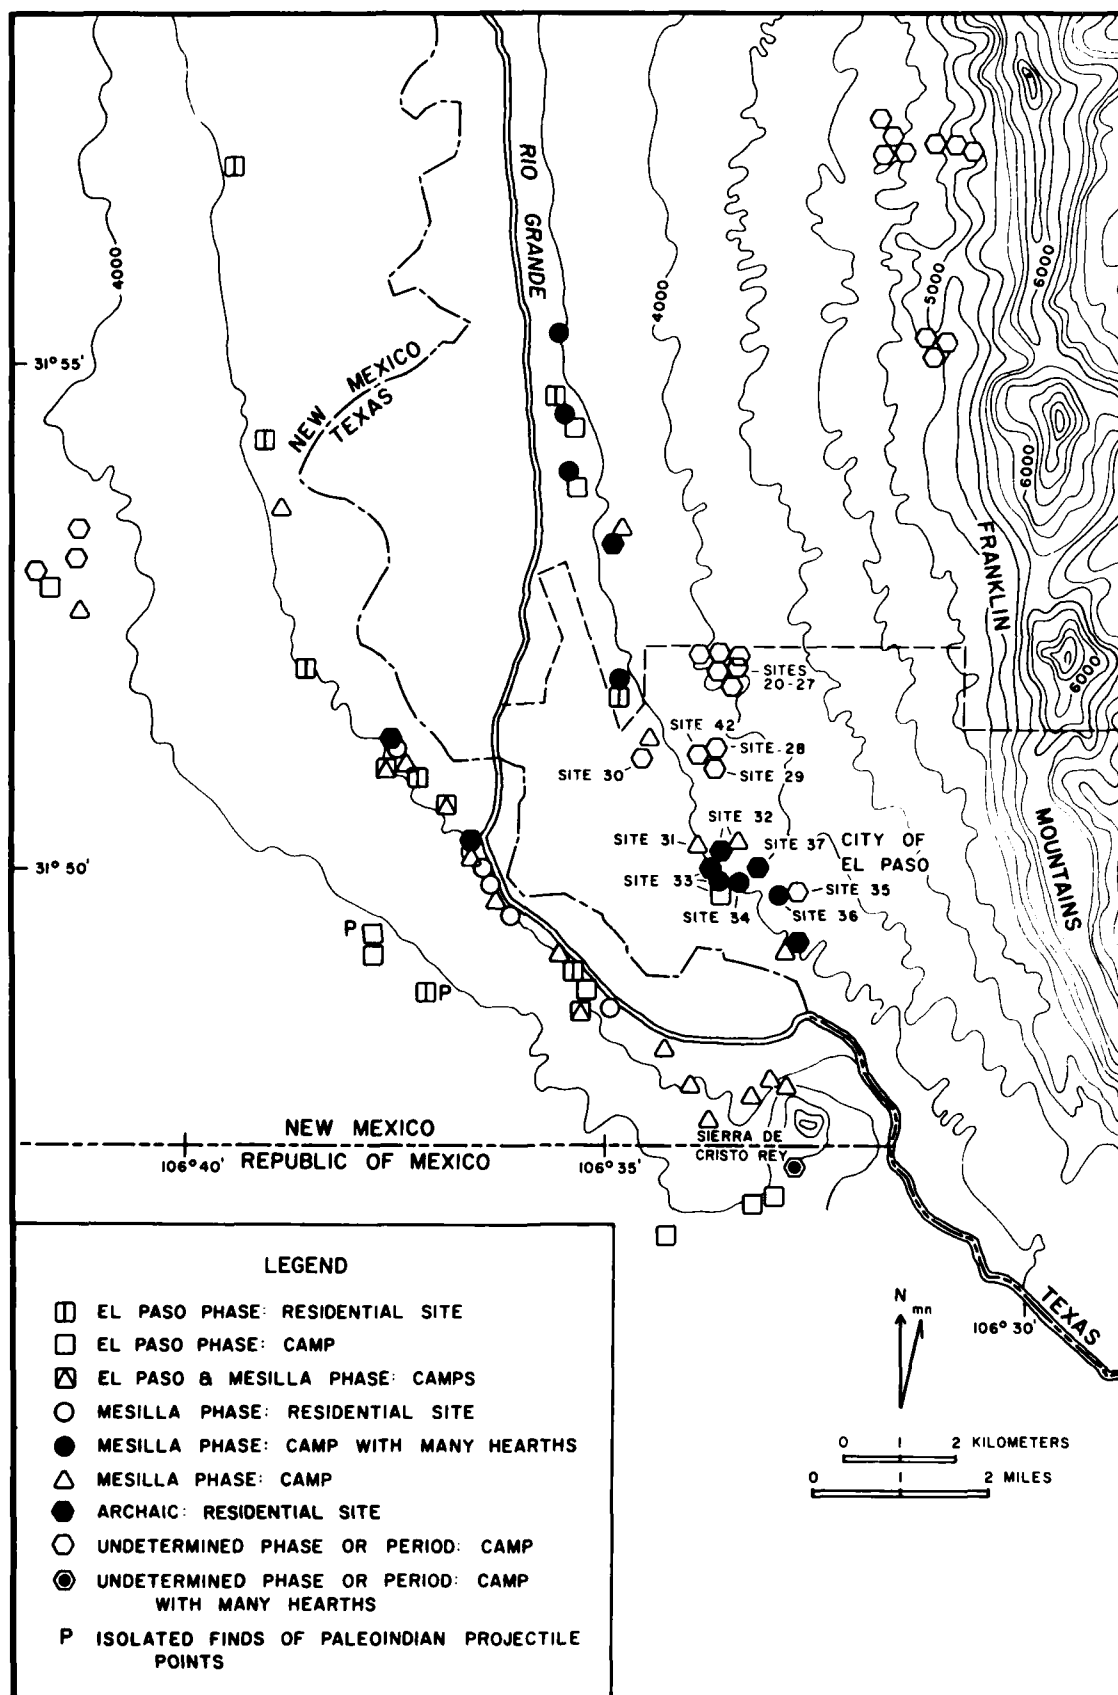 RIO GRANDE
4000
4000
5000
6000
6000
6000
31° 55'
NEW MEXICO
TEXAS
FRANKLIN
MOUNTAINS
SITES
20-27
SITE 42
SITE 28
SITE 30
SITE 29
SITE 32
SITE 31
SITE 37
CITY OF
EL PASO
31° 50'
SITE 33
SITE 35
SITE 34
SITE 36
P
P
NEW MEXICO
REPUBLIC OF MEXICO
SIERRA DE
CRISTO REY
106° 40'
106° 35'
TEXAS
106° 30'
N
mn
0 1 2 KILOMETERS
0 1 2 MILES
LEGEND
EL PASO PHASE: RESIDENTIAL SITE
EL PASO PHASE: CAMP
EL PASO & MESILLA PHASE: CAMPS
MESILLA PHASE: RESIDENTIAL SITE
MESILLA PHASE: CAMP WITH MANY HEARTHS
MESILLA PHASE: CAMP
ARCHAIC: RESIDENTIAL SITE
UNDETERMINED PHASE OR PERIOD: CAMP
UNDETERMINED PHASE OR PERIOD: CAMP
WITH MANY HEARTHS
P ISOLATED FINDS OF PALEOINDIAN PROJECTILE
POINTS